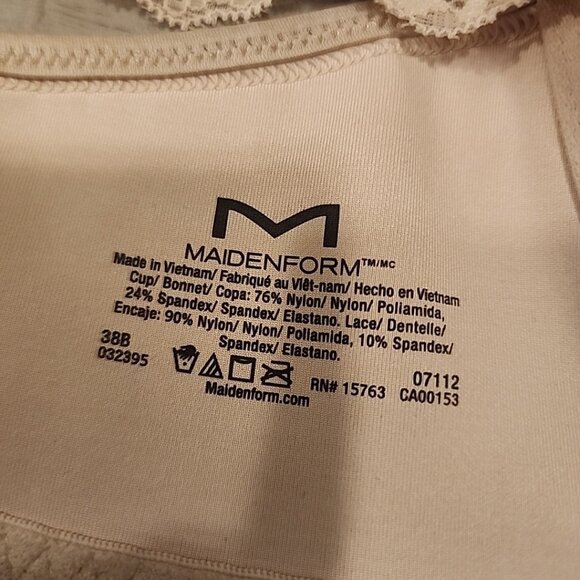 M
MAIDENFORM™/MC
Made in Vietnam/ Fabriqué au Viêt-nam/ Hecho en Vietnam
Cup/ Bonnet/ Copa: 76% Nylon/ Nylon/ Poliamida,
24% Spandex/ Spandex/ Elastano. Lace/ Dentelle/
Encaje: 90% Nylon/ Nylon/ Poliamida, 10% Spandex/
Spandex/ Elastano.
38B
032395
RN# 15763
07112
CA00153
Maidenform.com